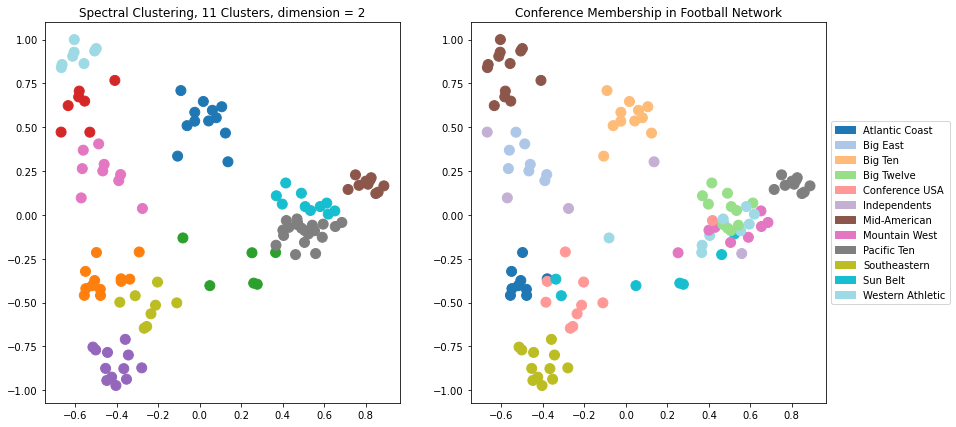 Spectral Clustering, 11 Clusters, dimension = 2
1.00
0.75
0.50
0.25
0.00
−0.25
−0.50
−0.75
−1.00
−0.6 −0.4 −0.2 0.0 0.2 0.4 0.6 0.8
Conference Membership in Football Network
1.00
0.75
0.50
0.25
0.00
−0.25
−0.50
−0.75
−1.00
−0.6 −0.4 −0.2 0.0 0.2 0.4 0.6 0.8
Atlantic Coast
Big East
Big Ten
Big Twelve
Conference USA
Independents
Mid-American
Mountain West
Pacific Ten
Southeastern
Sun Belt
Western Athletic